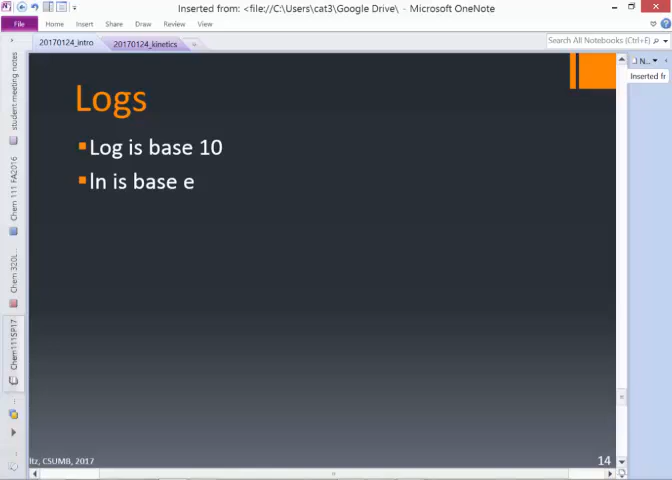 Inserted from: <file://C:\Users\cat3\Google Drive\ - Microsoft OneNote
File Home Insert Share Draw Review View
20170124_intro 20170124_kinetics
Search All Notebooks (Ctrl+E)
N...
Inserted fr
student meeting notes
Chem 111 FA2016
Chem 320L..
Chem111SP17
Logs
Log is base 10
ln is base e
ltz, CSUMB, 2017
14